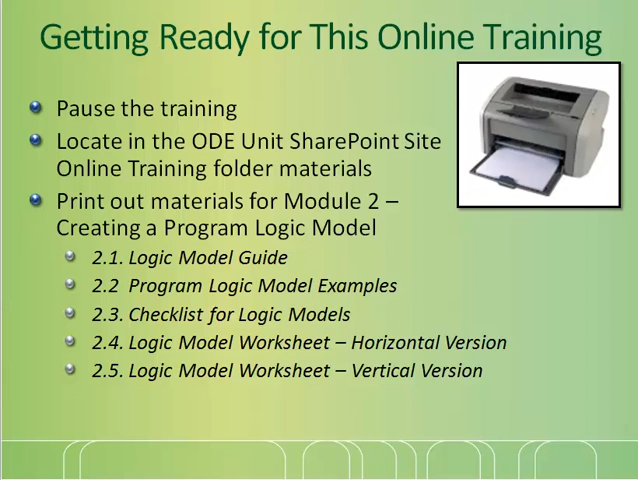 Getting Ready for This Online Training
Pause the training
Locate in the ODE Unit SharePoint Site
Online Training folder materials
Print out materials for Module 2 –
Creating a Program Logic Model
2.1. Logic Model Guide
2.2 Program Logic Model Examples
2.3. Checklist for Logic Models
2.4. Logic Model Worksheet – Horizontal Version
2.5. Logic Model Worksheet – Vertical Version